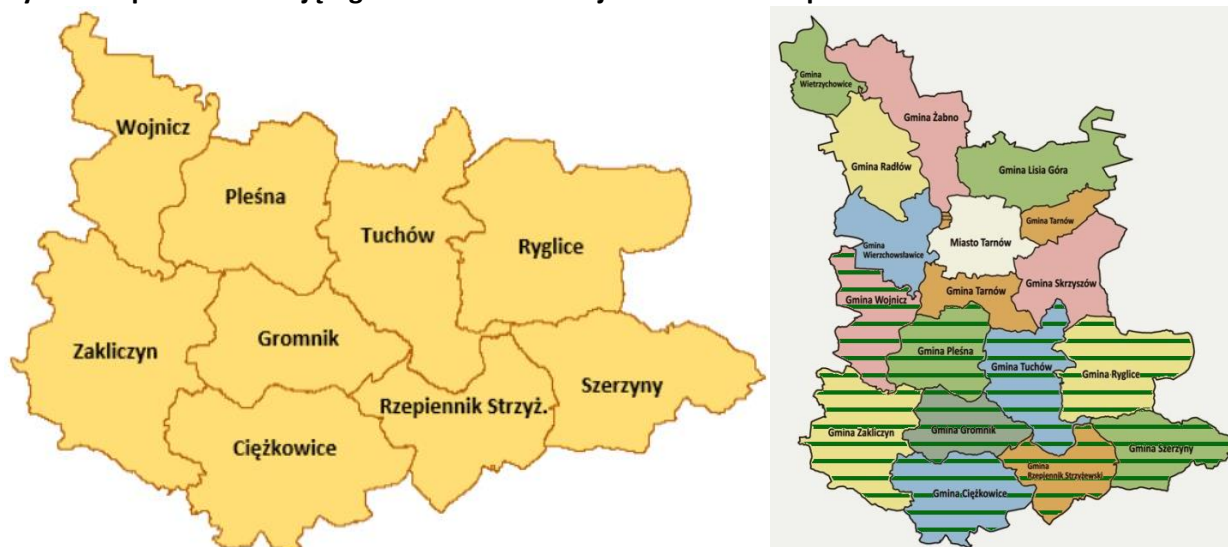 Wojnicz
Pleśna
Tuchów
Ryglice
Zakliczyn
Gromnik
Szerzyny
Rzepiennik Strzyż.
Ciężkowice
Gmina
Wietrzychowice
Gmina Żabno
Gmina Radłów
Gmina Lisia Góra
Gmina Tarnów
Miasto Tarnów
Gmina
Wierzchosławice
Gmina Skrzyszów
Gmina Tarnów
Gmina Wojnicz
Gmina Pleśna
Gmina Tuchów
Gmina Ryglice
Gmina Zakliczyn
Gmina Gromnik
Gmina Szerzyny
Gmina
Rzepiennik Strzyżewski
Gmina Ciężkowice